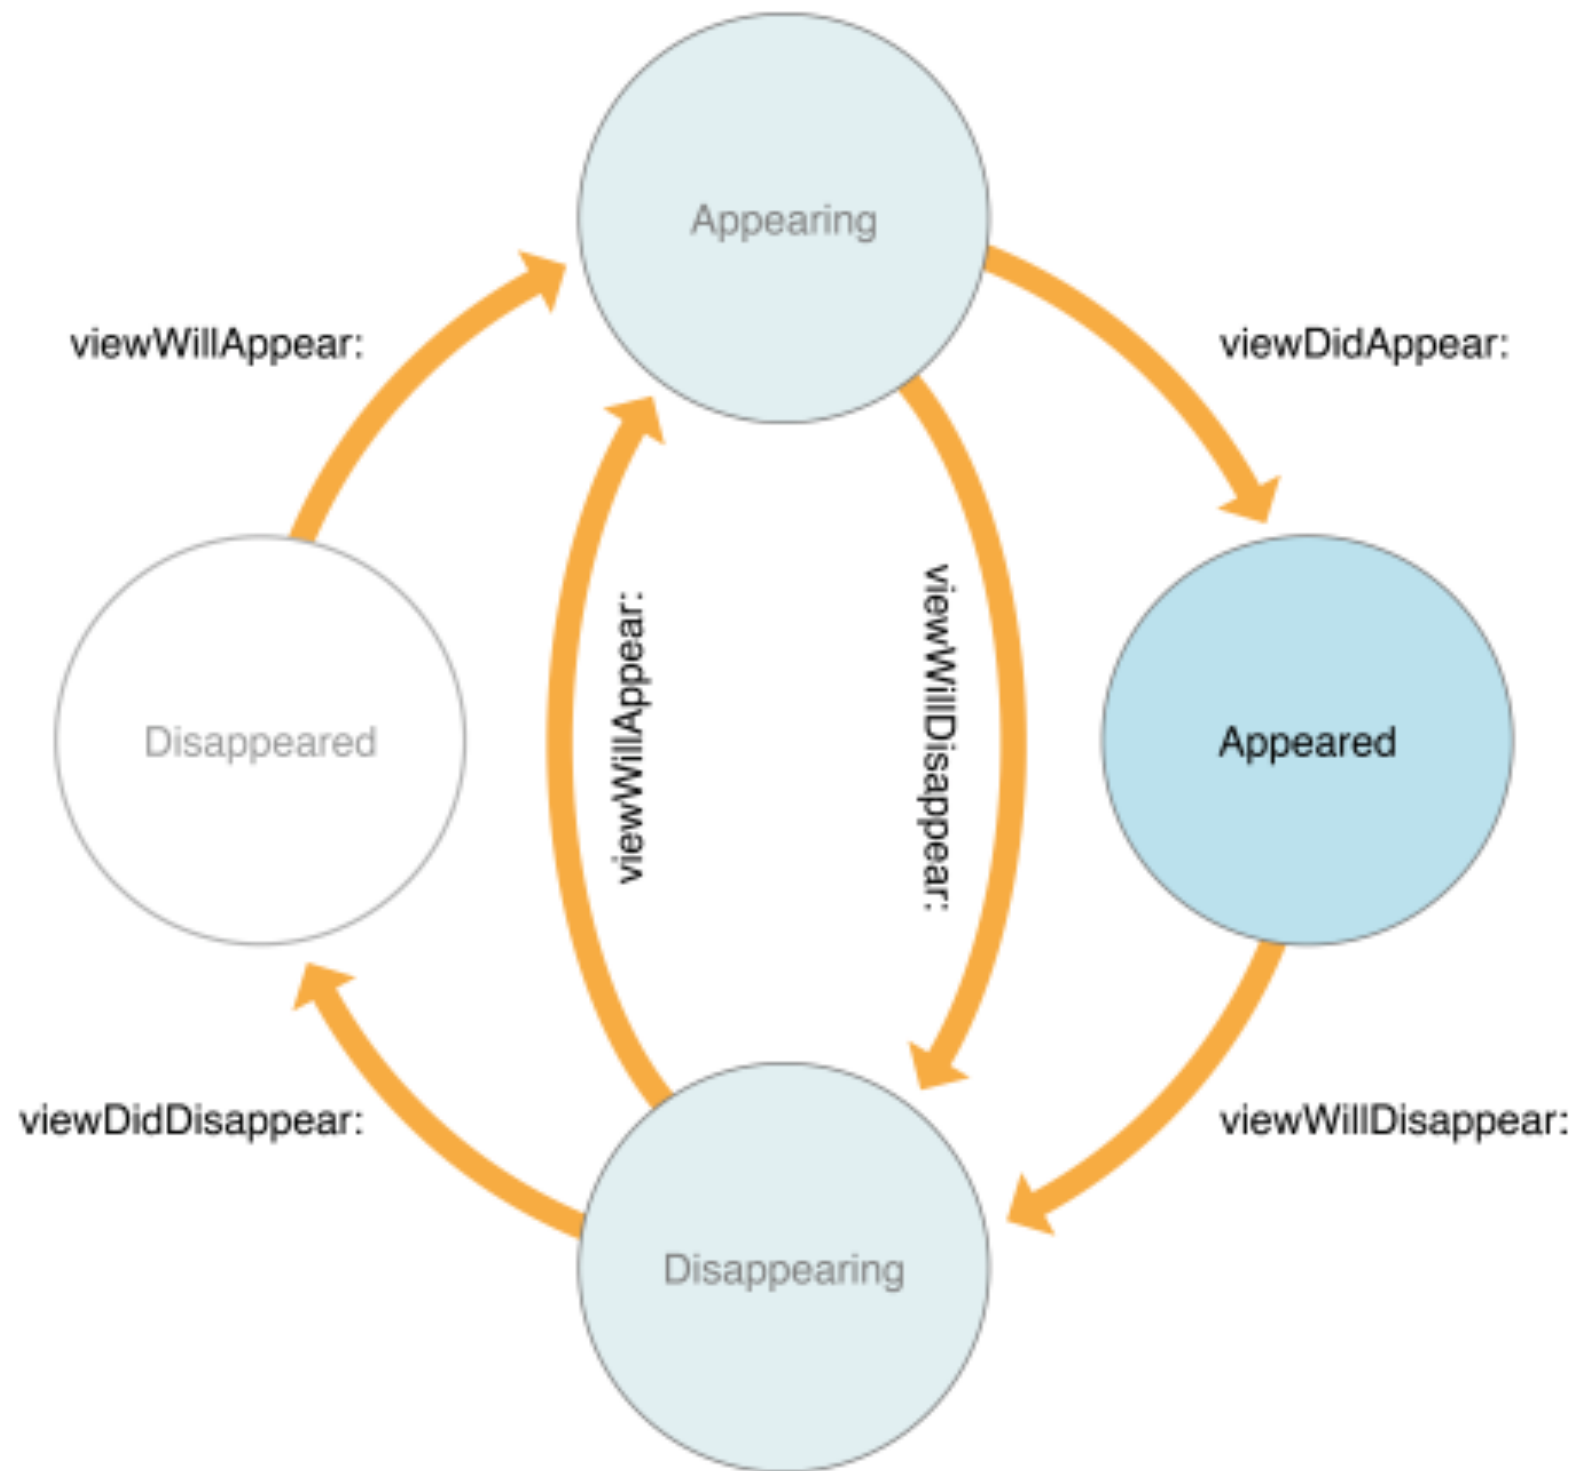 Appearing
viewWillAppear:
viewDidAppear:
viewWillAppear:
viewWillDisappear:
Disappeared
Appeared
viewDidDisappear:
viewWillDisappear:
Disappearing